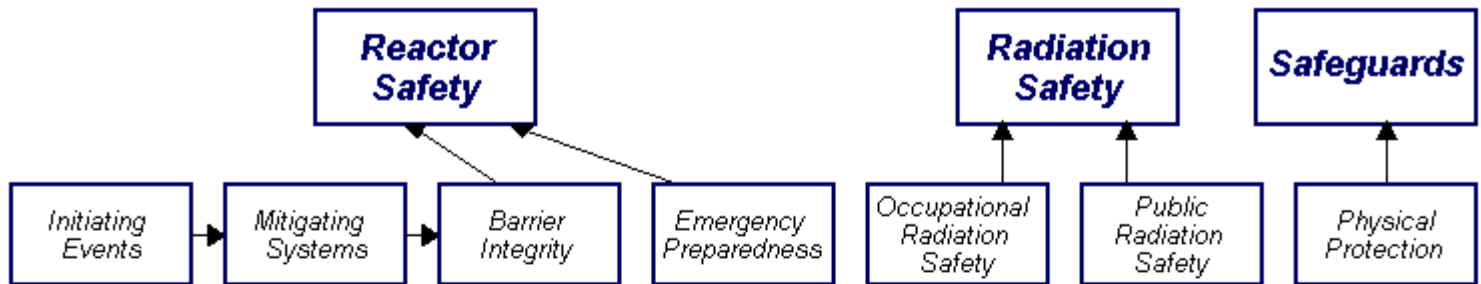 Reactor
Safety
Radiation
Safety
Safeguards
Initiating
Events
Mitigating
Systems
Barrier
Integrity
Emergency
Preparedness
Occupational
Radiation
Safety
Public
Radiation
Safety
Physical
Protection